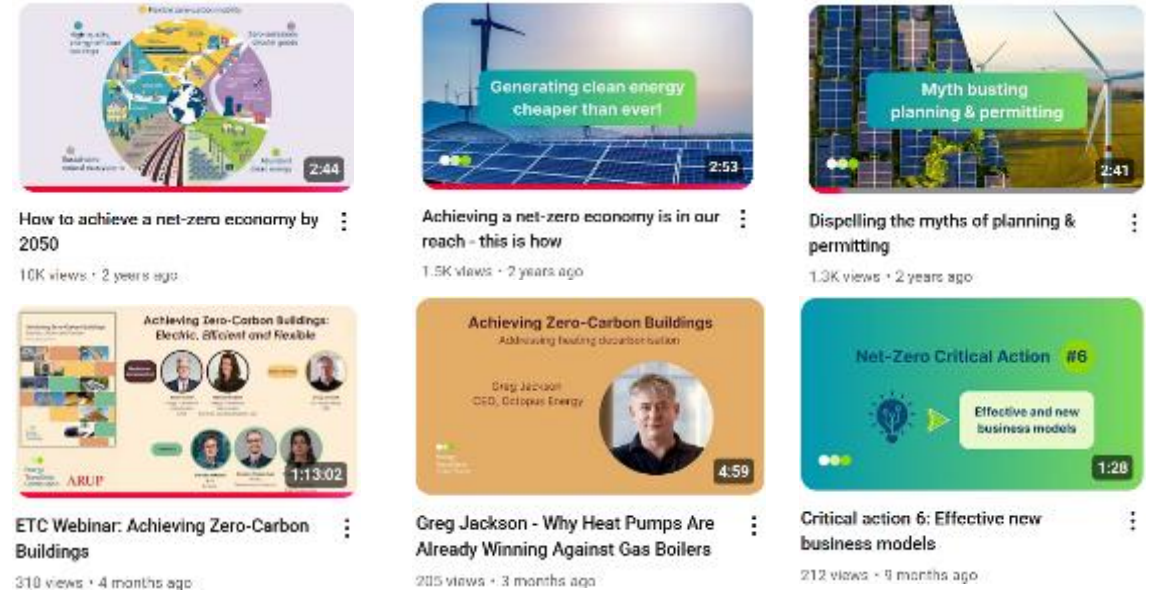 Flexible zero-carbon mobility
2:44
How to achieve a net-zero economy by
2050
10K views • 2 years ago
Generating clean energy
cheaper than ever!
2:53
Achieving a net-zero economy is in our
reach - this is how
1.5K views • 2 years ago
Myth busting
planning & permitting
2:41
Dispelling the myths of planning &
permitting
1.3K views • 2 years ago
Achieving Zero-Carbon Buildings:
Electric, Efficient and Flexible
ARUP
1:13:02
ETC Webinar: Achieving Zero-Carbon
Buildings
310 views • 4 months ago
Achieving Zero-Carbon Buildings
Addressing heating decarbonisation
Greg Jackson
CEO, Octopus Energy
4:59
Greg Jackson - Why Heat Pumps Are
Already Winning Against Gas Boilers
205 views • 3 months ago
Net-Zero Critical Action #6
Effective and new
business models
1:28
Critical action 6: Effective new
business models
212 views • 9 months ago